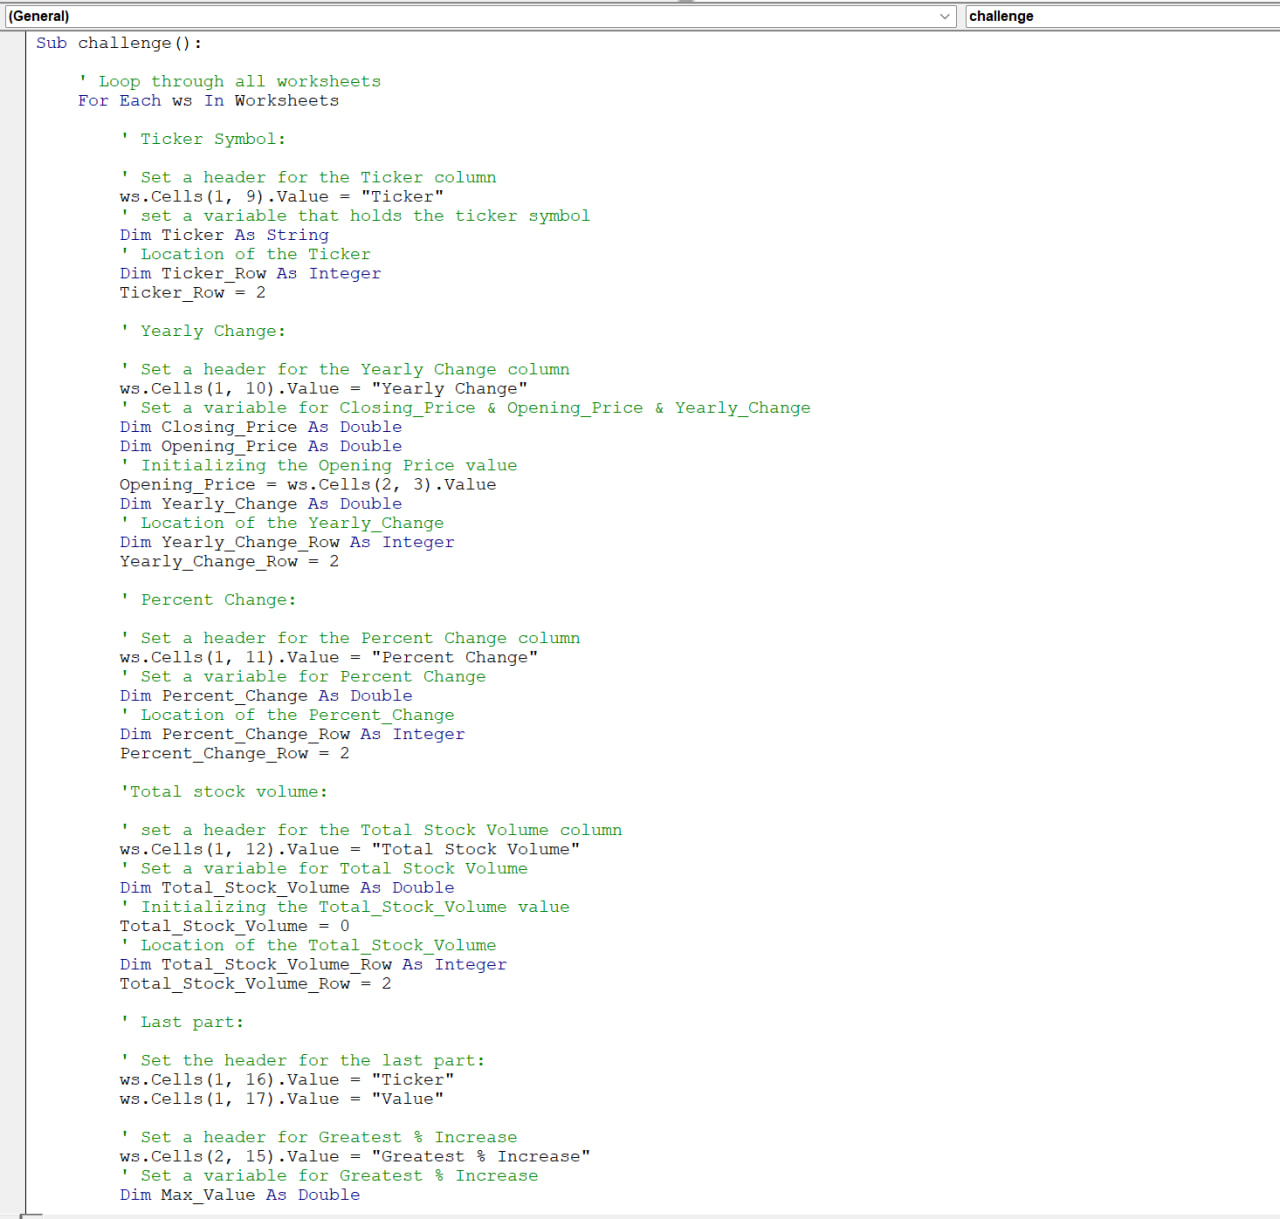 (General)
challenge
Sub challenge():
' Loop through all worksheets
For Each ws In Worksheets
' Ticker Symbol:
' Set a header for the Ticker column
ws.Cells(1, 9).Value = "Ticker"
' set a variable that holds the ticker symbol
Dim Ticker As String
' Location of the Ticker
Dim Ticker_Row As Integer
Ticker_Row = 2
' Yearly Change:
' Set a header for the Yearly Change column
ws.Cells(1, 10).Value = "Yearly Change"
' Set a variable for Closing_Price & Opening_Price & Yearly_Change
Dim Closing_Price As Double
Dim Opening_Price As Double
' Initializing the Opening Price value
Opening_Price = ws.Cells(2, 3).Value
Dim Yearly_Change As Double
' Location of the Yearly_Change
Dim Yearly_Change_Row As Integer
Yearly_Change_Row = 2
' Percent Change:
' Set a header for the Percent Change column
ws.Cells(1, 11).Value = "Percent Change"
' Set a variable for Percent Change
Dim Percent_Change As Double
' Location of the Percent_Change
Dim Percent_Change_Row As Integer
Percent_Change_Row = 2
'Total stock volume:
' set a header for the Total Stock Volume column
ws.Cells(1, 12).Value = "Total Stock Volume"
' Set a variable for Total Stock Volume
Dim Total_Stock_Volume As Double
' Initializing the Total_Stock_Volume value
Total_Stock_Volume = 0
' Location of the Total_Stock_Volume
Dim Total_Stock_Volume_Row As Integer
Total_Stock_Volume_Row = 2
' Last part:
' Set the header for the last part:
ws.Cells(1, 16).Value = "Ticker"
ws.Cells(1, 17).Value = "Value"
' Set a header for Greatest % Increase
ws.Cells(2, 15).Value = "Greatest % Increase"
' Set a variable for Greatest % Increase
Dim Max_Value As Double